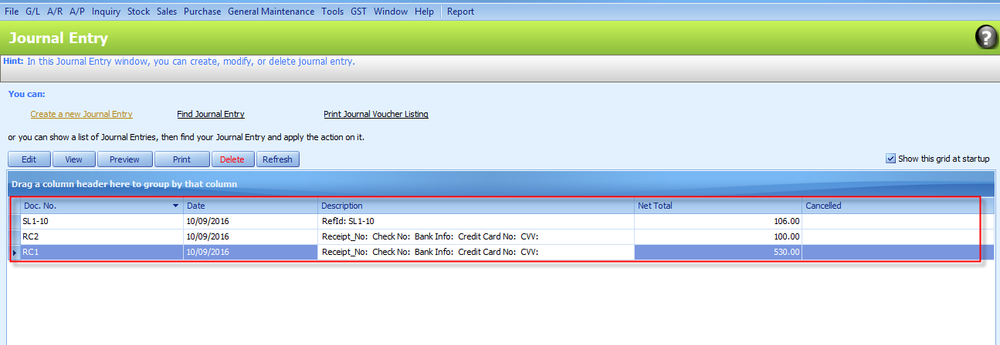 File G/L A/R A/P Inquiry Stock Sales Purchase General Maintenance Tools GST Window Help Report
Journal Entry ?
Hint: In this Journal Entry window, you can create, modify, or delete journal entry.
You can:
Create a new Journal Entry Find Journal Entry Print Journal Voucher Listing
or you can show a list of Journal Entries, then find your Journal Entry and apply the action on it.
Edit View Preview Print Delete Refresh Show this grid at startup
Drag a column header here to group by that column
Doc. No. Date Description Net Total Cancelled
SL1-10 10/09/2016 RefId: SL1-10 106.00
RC2 10/09/2016 Receipt_No: Check No: Bank Info: Credit Card No: CVV: 100.00
RC1 10/09/2016 Receipt_No: Check No: Bank Info: Credit Card No: CVV: 530.00